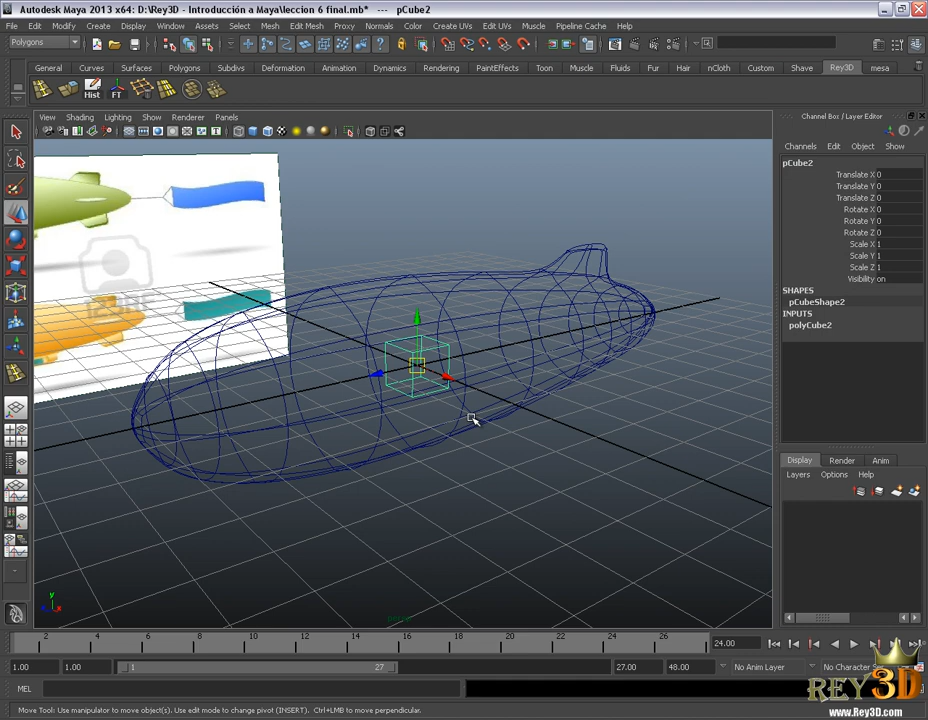 Autodesk Maya 2013 x64: D:\Rey3D - Introducción a Maya\leccion 6 final.mb*   ---   pCube2
File Edit Modify Create Display Window Assets Select Mesh Edit Mesh Proxy Normals Color Create UVs Edit UVs Muscle Pipeline Cache Help
Polygons
General Curves Surfaces Polygons Subdivs Deformation Animation Dynamics Rendering PaintEffects Toon Muscle Fluids Fur Hair nCloth Custom Shave Rey3D mesa
Hist FT
View Shading Lighting Show Renderer Panels
Channel Box / Layer Editor
Channels Edit Object Show
pCube2
Translate X 0
Translate Y 0
Translate Z 0
Rotate X 0
Rotate Y 0
Rotate Z 0
Scale X 1
Scale Y 1
Scale Z 1
Visibility on
SHAPES
pCubeShape2
INPUTS
polyCube2
Display Render Anim
Layers Options Help
y
x
2 4 6 8 10 12 14 16 18 20 22 24 26
24.00
1.00 1.00 1 27 27.00 48.00 No Anim Layer No Character
MEL
REY3D
Move Tool: Use manipulator to move object(s). Use edit mode to change pivot (INSERT). Ctrl+LMB to move perpendicular.
www.Rey3D.com